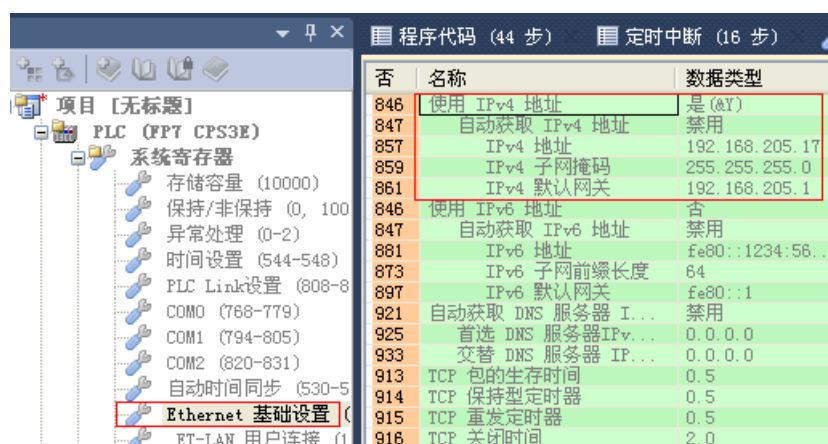 程序代码 (44 步)
定时中断 (16 步)
项目 [无标题]
PLC (FP7 CPS3E)
系统寄存器
存储容量 (10000)
保持/非保持 (0, 100
异常处理 (0-2)
时间设置 (544-548)
PLC Link设置 (808-8
COM0 (768-779)
COM1 (794-805)
COM2 (820-831)
自动时间同步 (530-5
Ethernet 基础设置 (
ET-LAN 用户连接 (1
否 名称 数据类型
846 使用 IPv4 地址 是(&Y)
847 自动获取 IPv4 地址 禁用
857 IPv4 地址 192.168.205.17
859 IPv4 子网掩码 255.255.255.0
861 IPv4 默认网关 192.168.205.1
846 使用 IPv6 地址 否
847 自动获取 IPv6 地址 禁用
881 IPv6 地址 fe80::1234:56...
873 IPv6 子网前缀长度 64
897 IPv6 默认网关 fe80::1
921 自动获取 DNS 服务器 I... 禁用
925 首选 DNS 服务器IPv... 0.0.0.0
933 交替 DNS 服务器 IP... 0.0.0.0
913 TCP 包的生存时间 0.5
914 TCP 保持型定时器 0.5
915 TCP 重发定时器 0.5
916 TCP 关闭时间 2.0